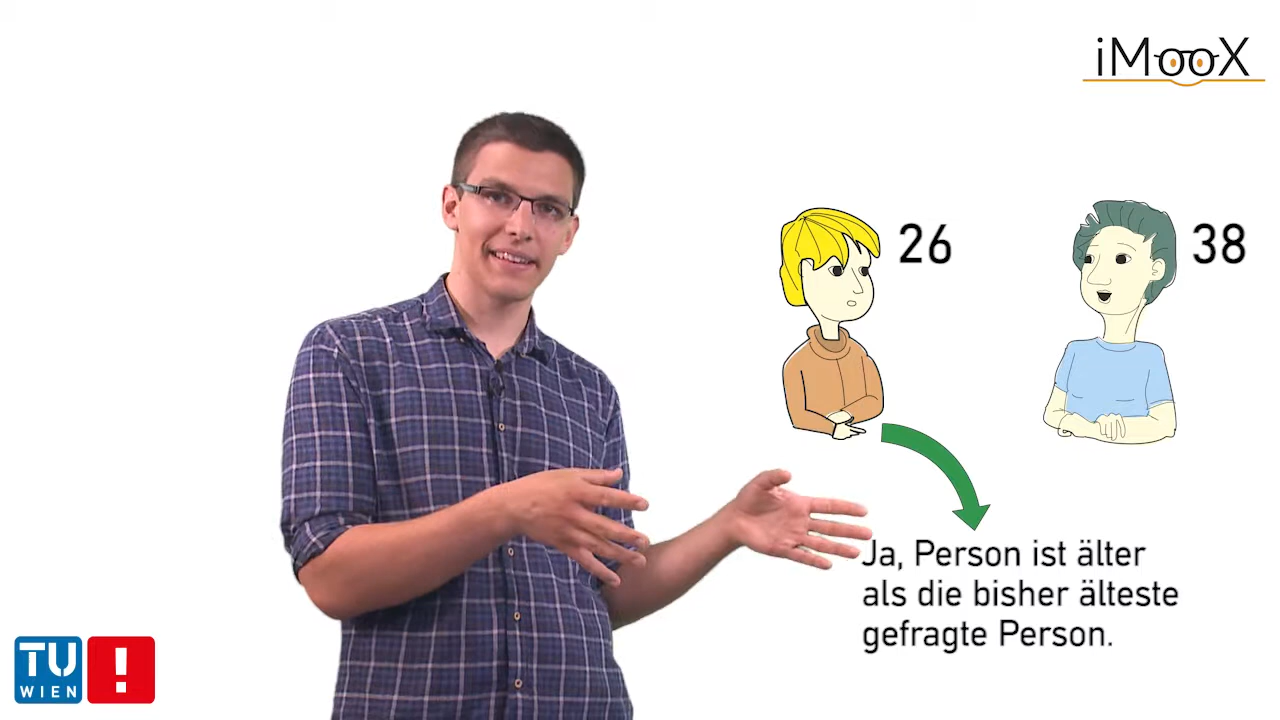 iMooX
26
38
Ja, Person ist älter
als die bisher älteste
gefragte Person.
TU
WIEN
!